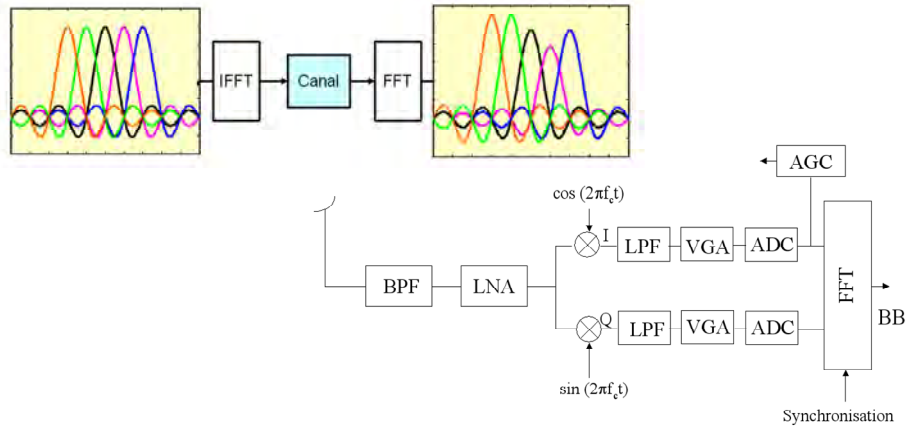 IFFT
Canal
FFT
AGC
cos (2πfct)
I
LPF
VGA
ADC
BPF
LNA
FFT
BB
Q
LPF
VGA
ADC
sin (2πfct)
Synchronisation